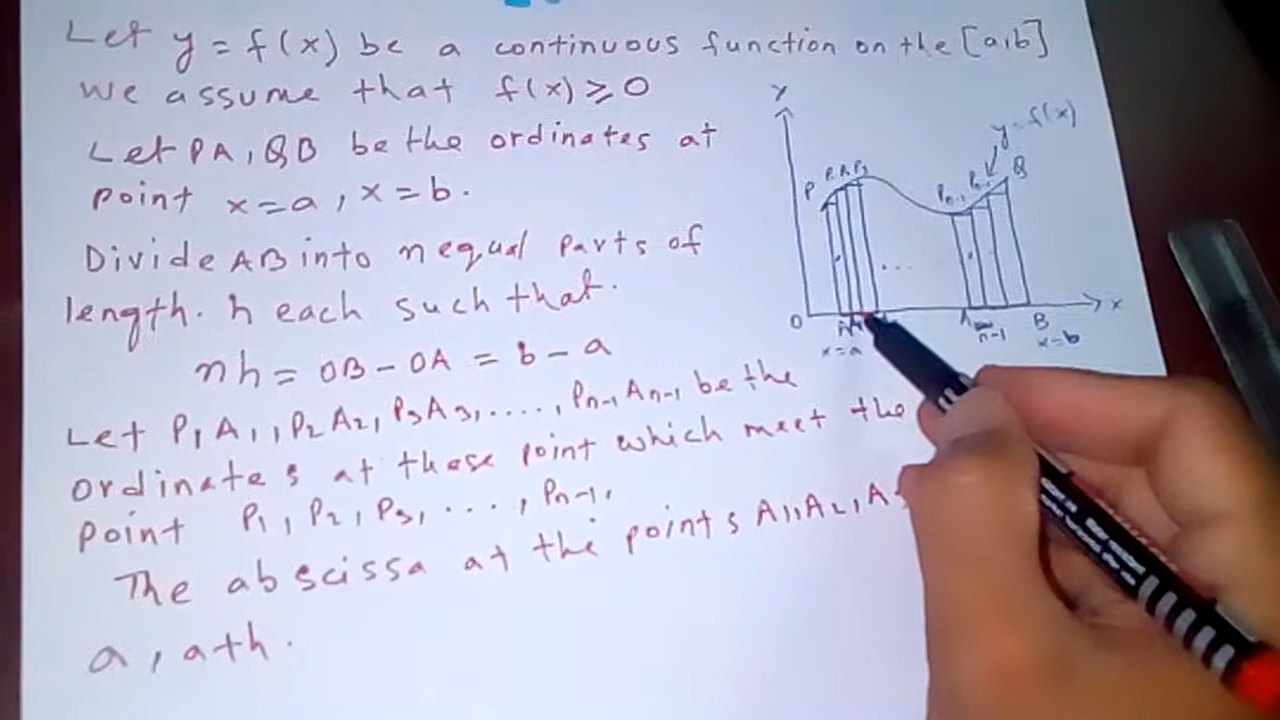 Let y = f(x) be a continuous function on the [a,b]
we assume that f(x) ≥ 0
Let PA, QB be the ordinates at
point x = a, x = b.
Divide AB into n equal parts of
length. h each such that.
nh = OB - OA = b - a
Let P₁A₁, P₂A₂, P₃A₃, ....., Pn-1 An-1 be the
ordinates at these point which meet the
point P₁, P₂, P₃, ..., Pn-1,
The abscissa at the points A₁, A₂, A
a, a+h.
Y
y = f(x)
P
Q
...
O
B
x
n-1
x=a
x=b